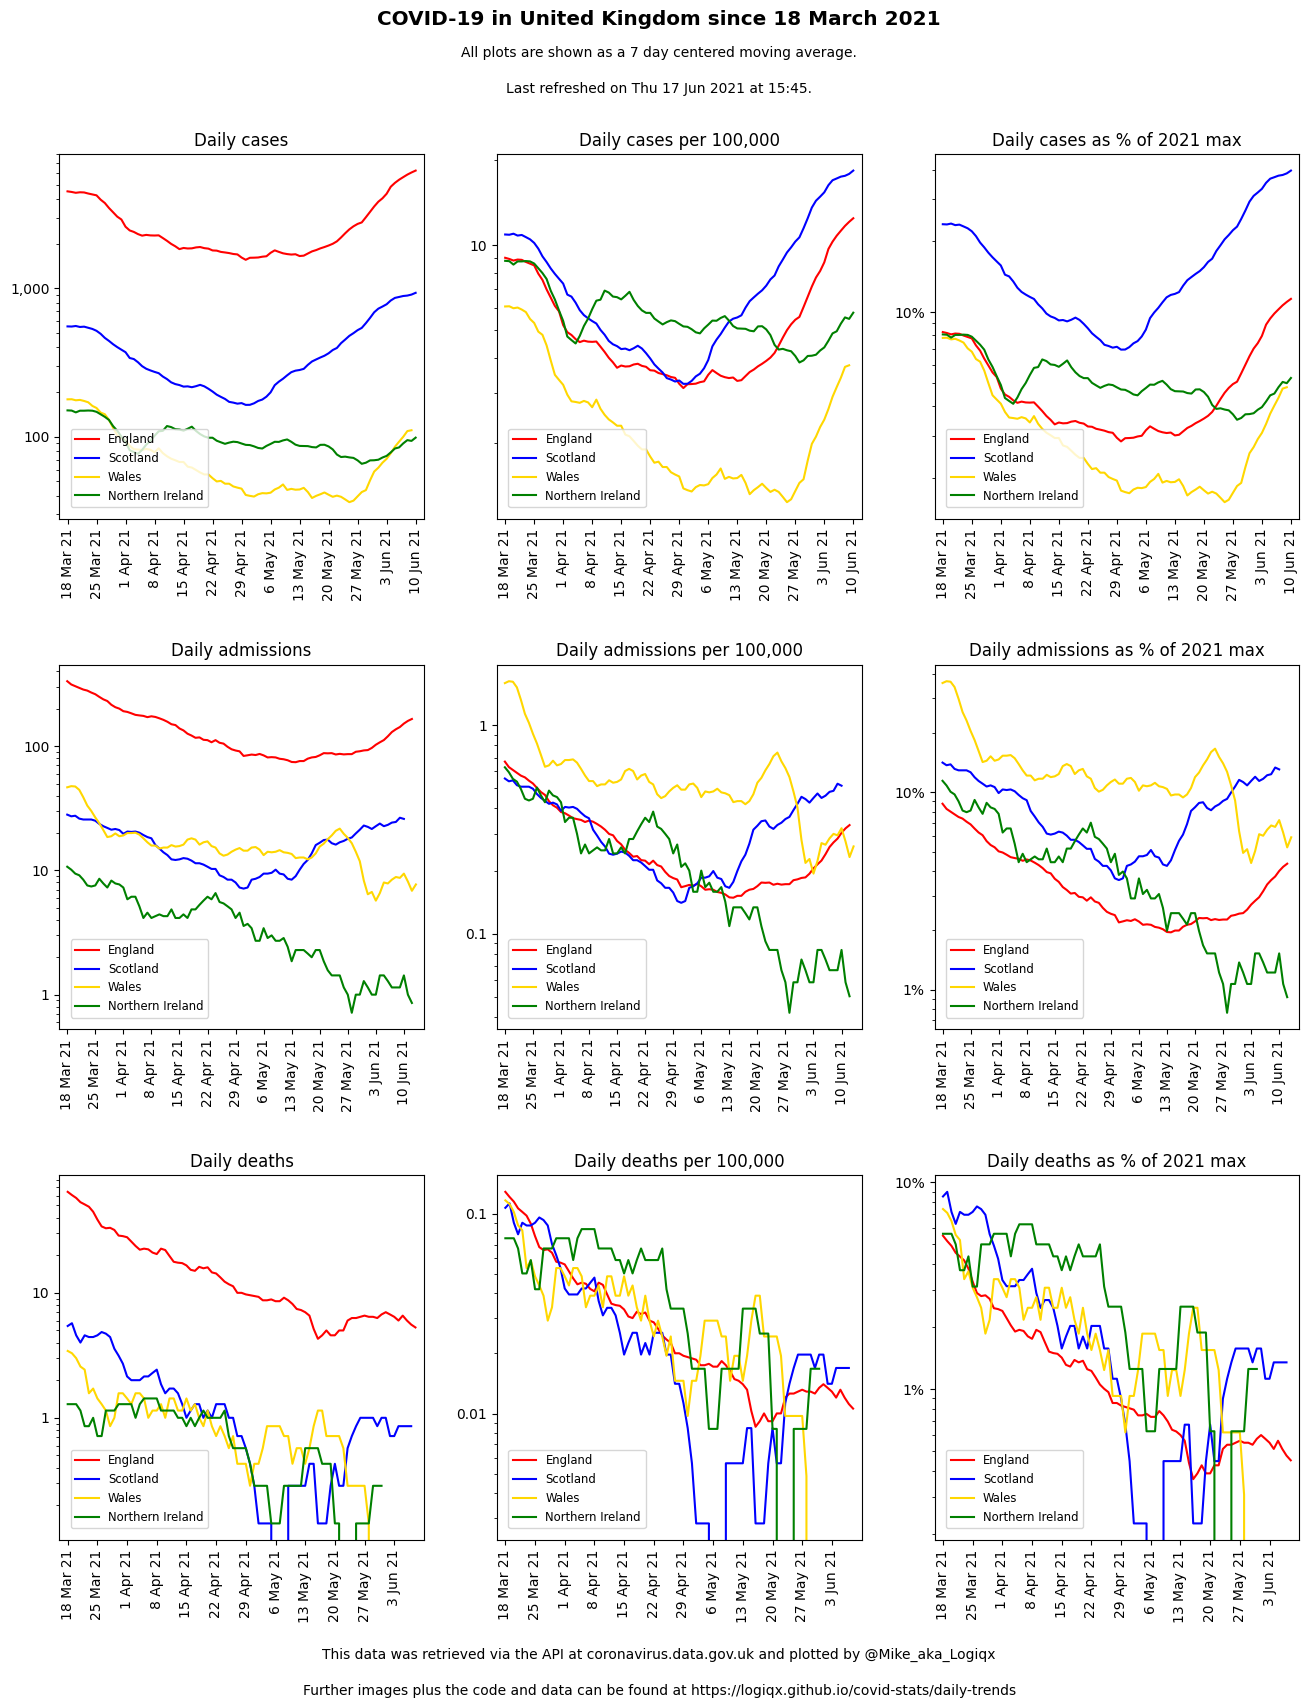 COVID-19 in United Kingdom since 18 March 2021
All plots are shown as a 7 day centered moving average.
Last refreshed on Thu 17 Jun 2021 at 15:45.
Daily cases
1,000
100
England
Scotland
Wales
Northern Ireland
18 Mar 21
25 Mar 21
1 Apr 21
8 Apr 21
15 Apr 21
22 Apr 21
29 Apr 21
6 May 21
13 May 21
20 May 21
27 May 21
3 Jun 21
10 Jun 21
Daily cases per 100,000
10
England
Scotland
Wales
Northern Ireland
18 Mar 21
25 Mar 21
1 Apr 21
8 Apr 21
15 Apr 21
22 Apr 21
29 Apr 21
6 May 21
13 May 21
20 May 21
27 May 21
3 Jun 21
10 Jun 21
Daily cases as % of 2021 max
10%
England
Scotland
Wales
Northern Ireland
18 Mar 21
25 Mar 21
1 Apr 21
8 Apr 21
15 Apr 21
22 Apr 21
29 Apr 21
6 May 21
13 May 21
20 May 21
27 May 21
3 Jun 21
10 Jun 21
Daily admissions
100
10
1
England
Scotland
Wales
Northern Ireland
18 Mar 21
25 Mar 21
1 Apr 21
8 Apr 21
15 Apr 21
22 Apr 21
29 Apr 21
6 May 21
13 May 21
20 May 21
27 May 21
3 Jun 21
10 Jun 21
Daily admissions per 100,000
1
0.1
England
Scotland
Wales
Northern Ireland
18 Mar 21
25 Mar 21
1 Apr 21
8 Apr 21
15 Apr 21
22 Apr 21
29 Apr 21
6 May 21
13 May 21
20 May 21
27 May 21
3 Jun 21
10 Jun 21
Daily admissions as % of 2021 max
10%
1%
England
Scotland
Wales
Northern Ireland
18 Mar 21
25 Mar 21
1 Apr 21
8 Apr 21
15 Apr 21
22 Apr 21
29 Apr 21
6 May 21
13 May 21
20 May 21
27 May 21
3 Jun 21
10 Jun 21
Daily deaths
10
1
England
Scotland
Wales
Northern Ireland
18 Mar 21
25 Mar 21
1 Apr 21
8 Apr 21
15 Apr 21
22 Apr 21
29 Apr 21
6 May 21
13 May 21
20 May 21
27 May 21
3 Jun 21
Daily deaths per 100,000
0.1
0.01
England
Scotland
Wales
Northern Ireland
18 Mar 21
25 Mar 21
1 Apr 21
8 Apr 21
15 Apr 21
22 Apr 21
29 Apr 21
6 May 21
13 May 21
20 May 21
27 May 21
3 Jun 21
Daily deaths as % of 2021 max
10%
1%
England
Scotland
Wales
Northern Ireland
18 Mar 21
25 Mar 21
1 Apr 21
8 Apr 21
15 Apr 21
22 Apr 21
29 Apr 21
6 May 21
13 May 21
20 May 21
27 May 21
3 Jun 21
This data was retrieved via the API at coronavirus.data.gov.uk and plotted by @Mike_aka_Logiqx
Further images plus the code and data can be found at https://logiqx.github.io/covid-stats/daily-trends